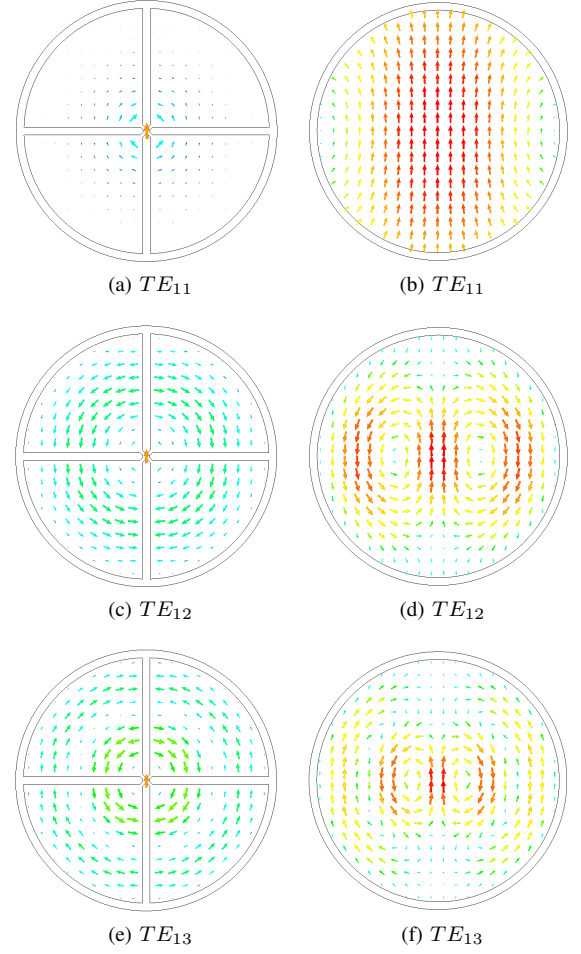 (a) TE₁₁
(b) TE₁₁
(c) TE₁₂
(d) TE₁₂
(e) TE₁₃
(f) TE₁₃